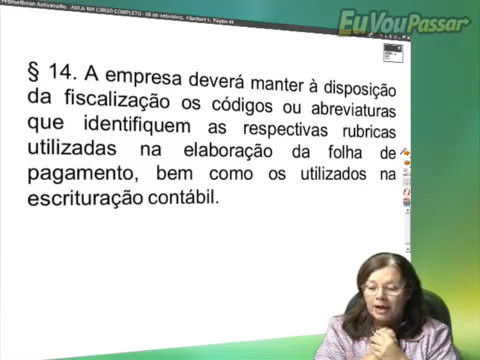 EuVouPassar
§ 14. A empresa deverá manter à disposição
da fiscalização os códigos ou abreviaturas
que identifiquem as respectivas rubricas
utilizadas na elaboração da folha de
pagamento, bem como os utilizados na
escrituração contábil.